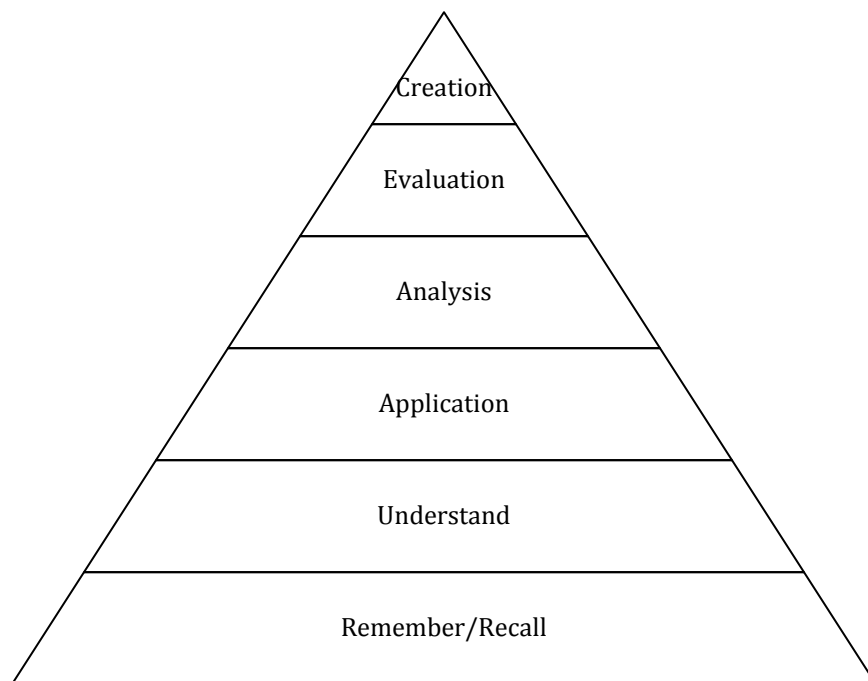 Creation
Evaluation
Analysis
Application
Understand
Remember/Recall